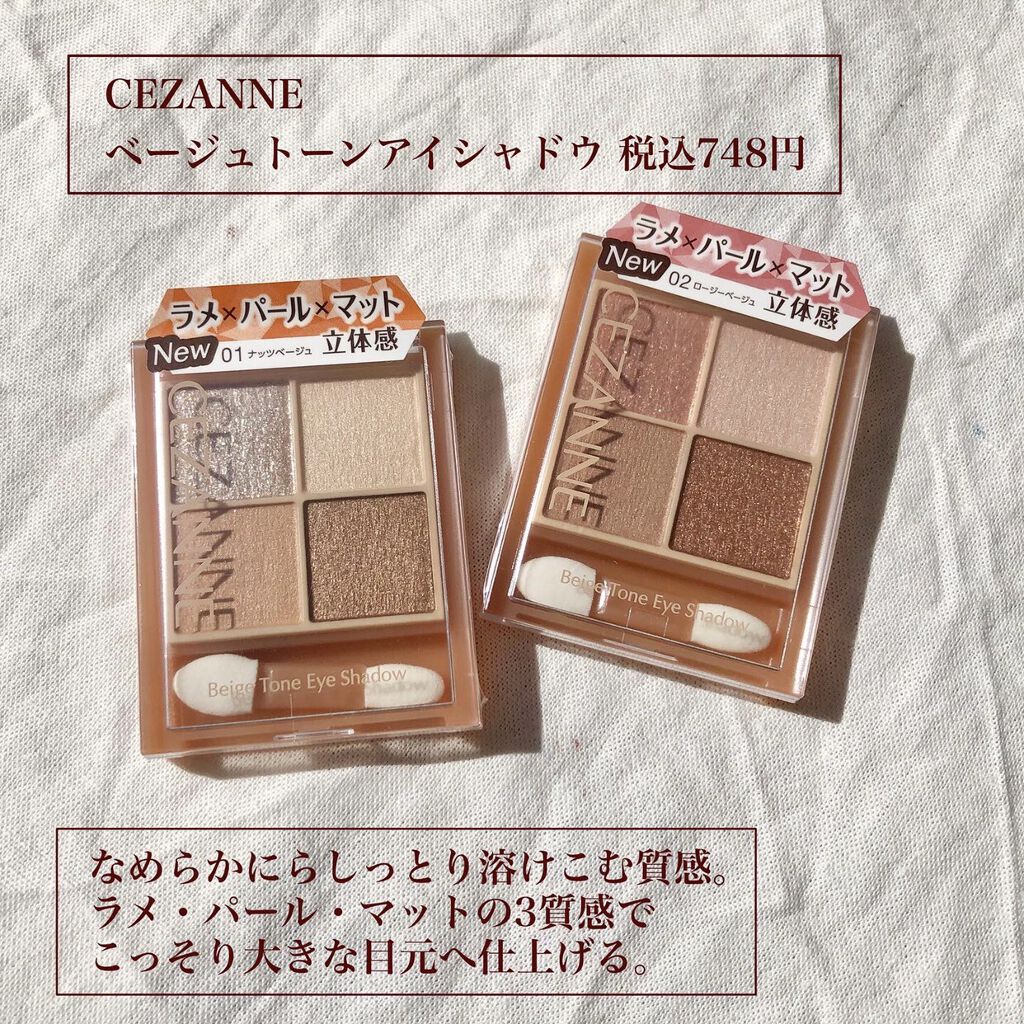 CEZANNE
ベージュトーンアイシャドウ 税込748円
ラメ×パール×マット
New 01 ナッツベージュ 立体感
CEZANNE
Beige Tone Eye Shadow
ラメ×パール×マット
New 02 ロージーベージュ 立体感
CEZANNE
Beige Tone Eye Shadow
なめらかにらしっとり溶けこむ質感。
ラメ・パール・マットの3質感で
こっそり大きな目元へ仕上げる。